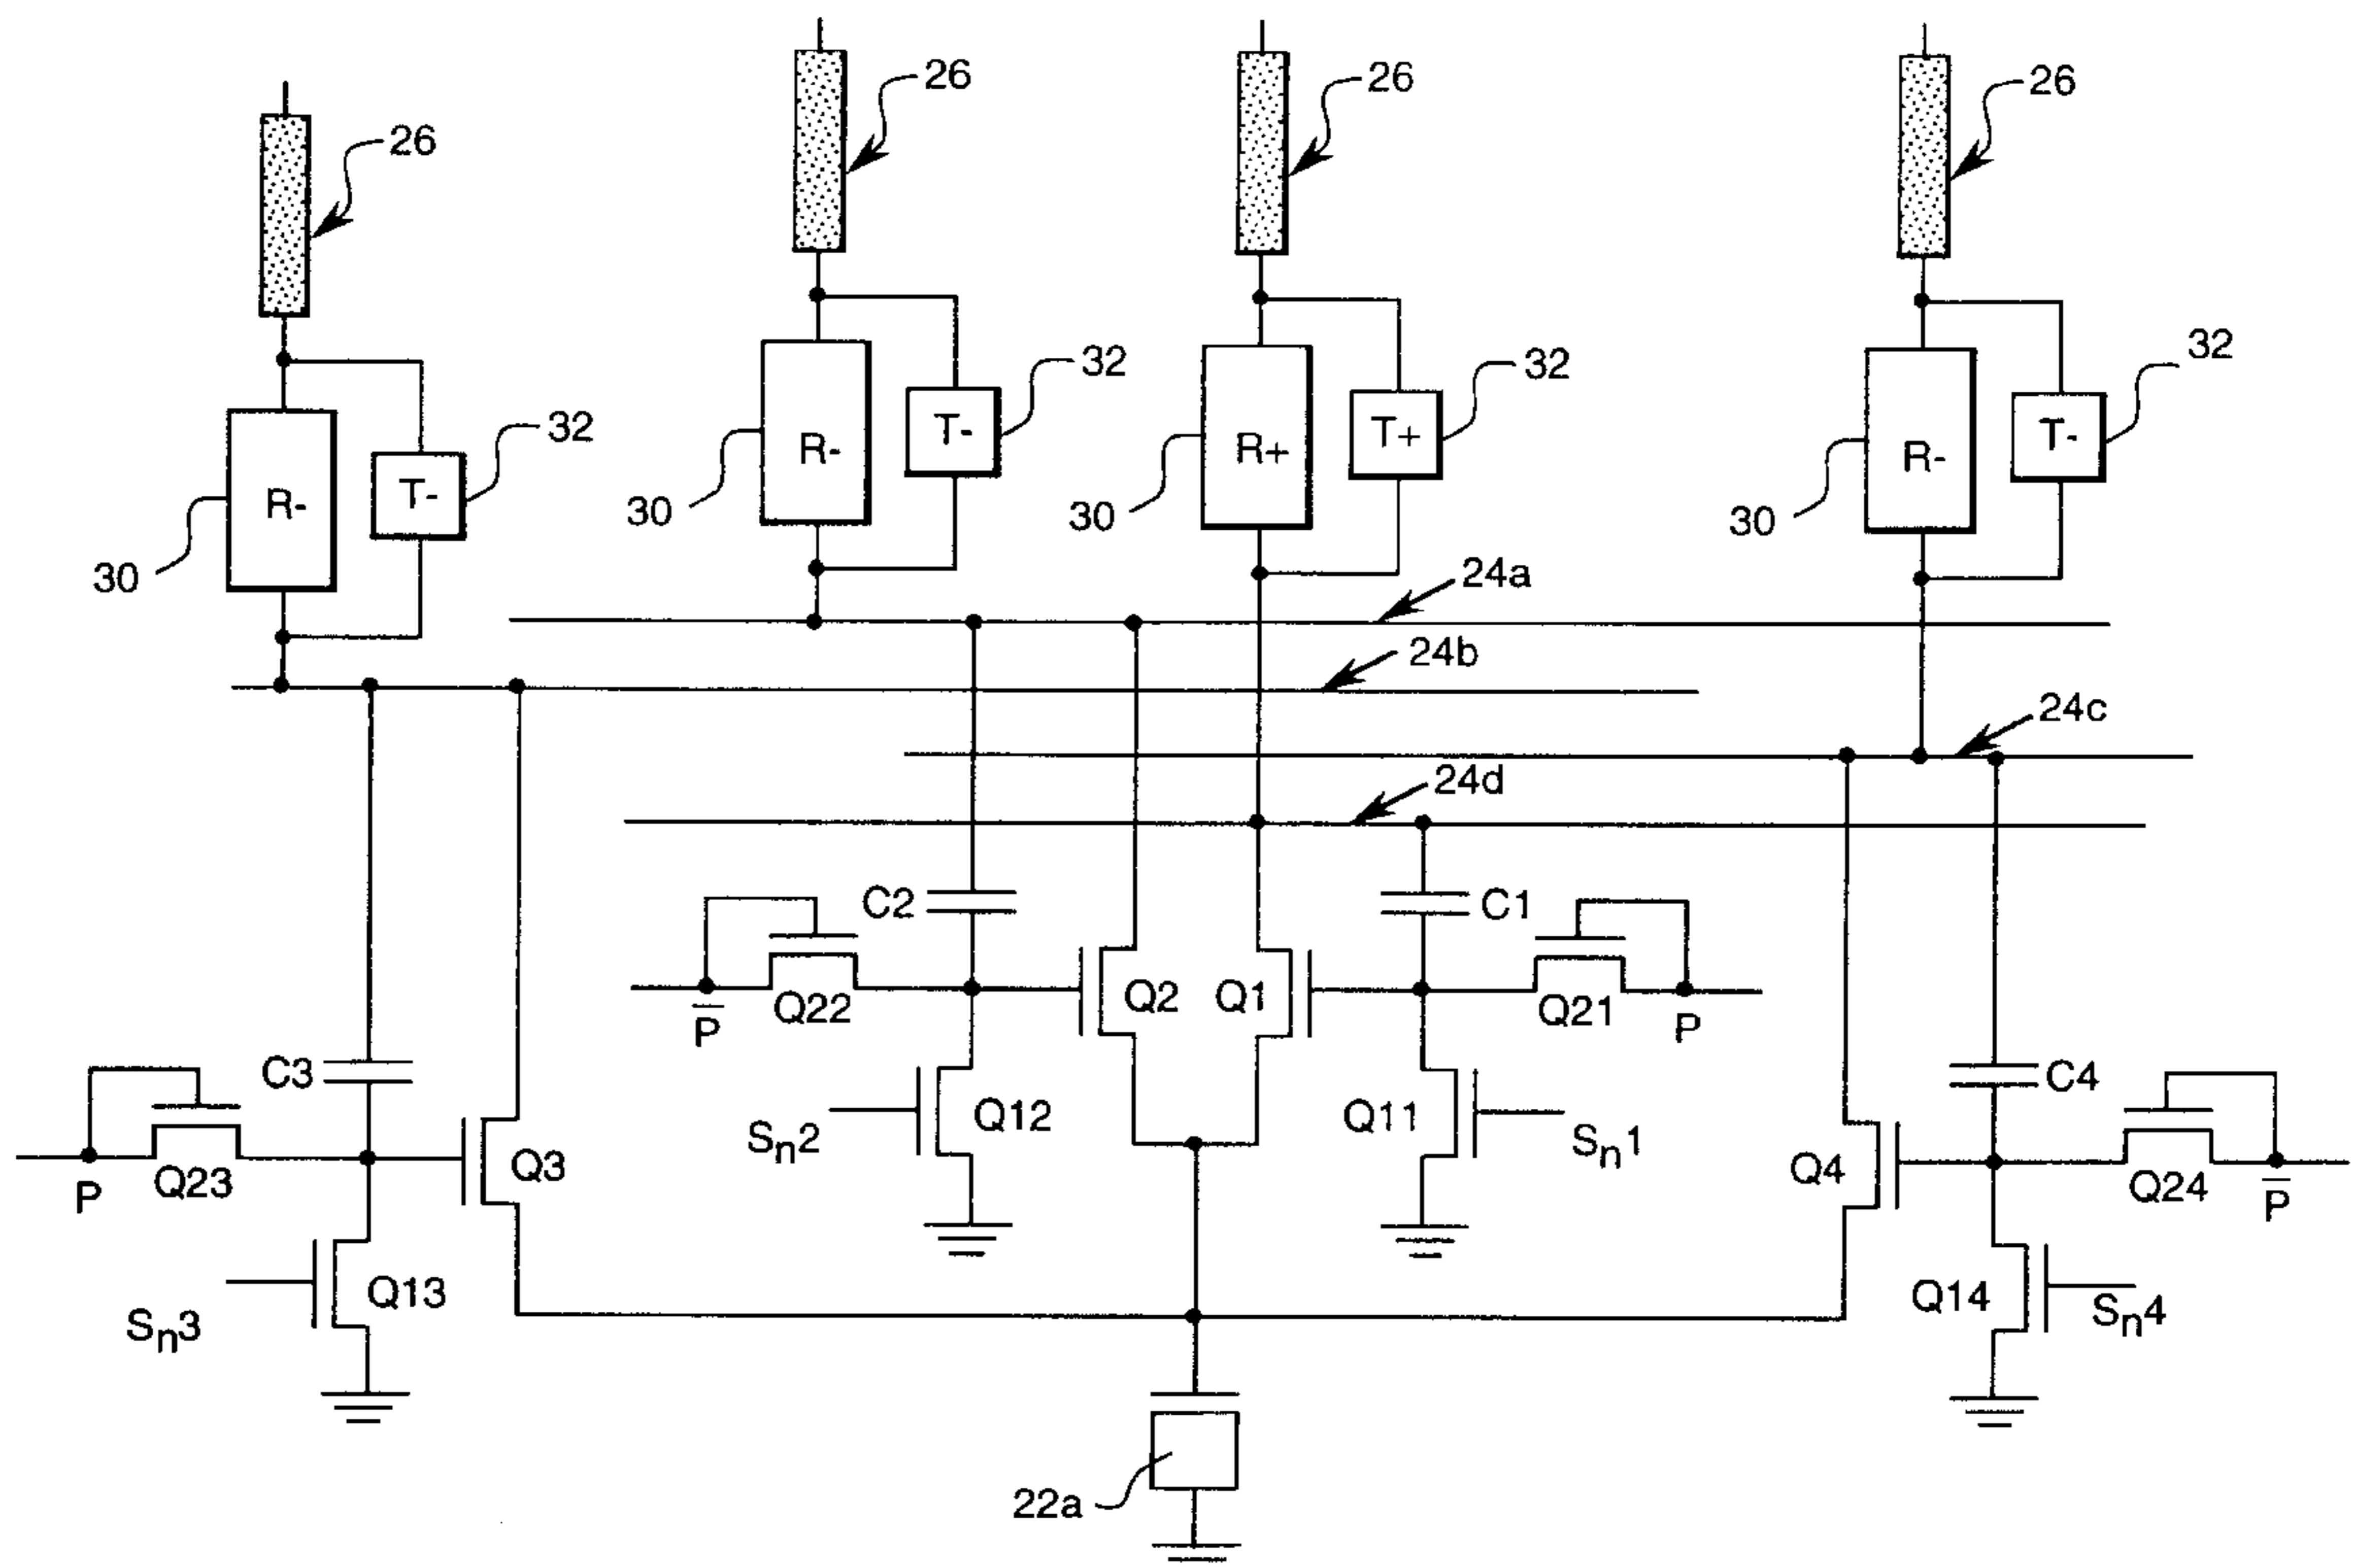 26
26
26
26
32
32
32
32
R-
T-
R-
T-
R+
T+
R-
T-
30
30
30
30
24a
24b
24c
24d
C2
C1
Q22
P̅
Q2
Q1
Q21
P
C3
C4
Q23
P
Q3
Sn2
Q12
Q11
Sn1
Q4
Q24
P̅
Sn3
Q13
Q14
Sn4
22a